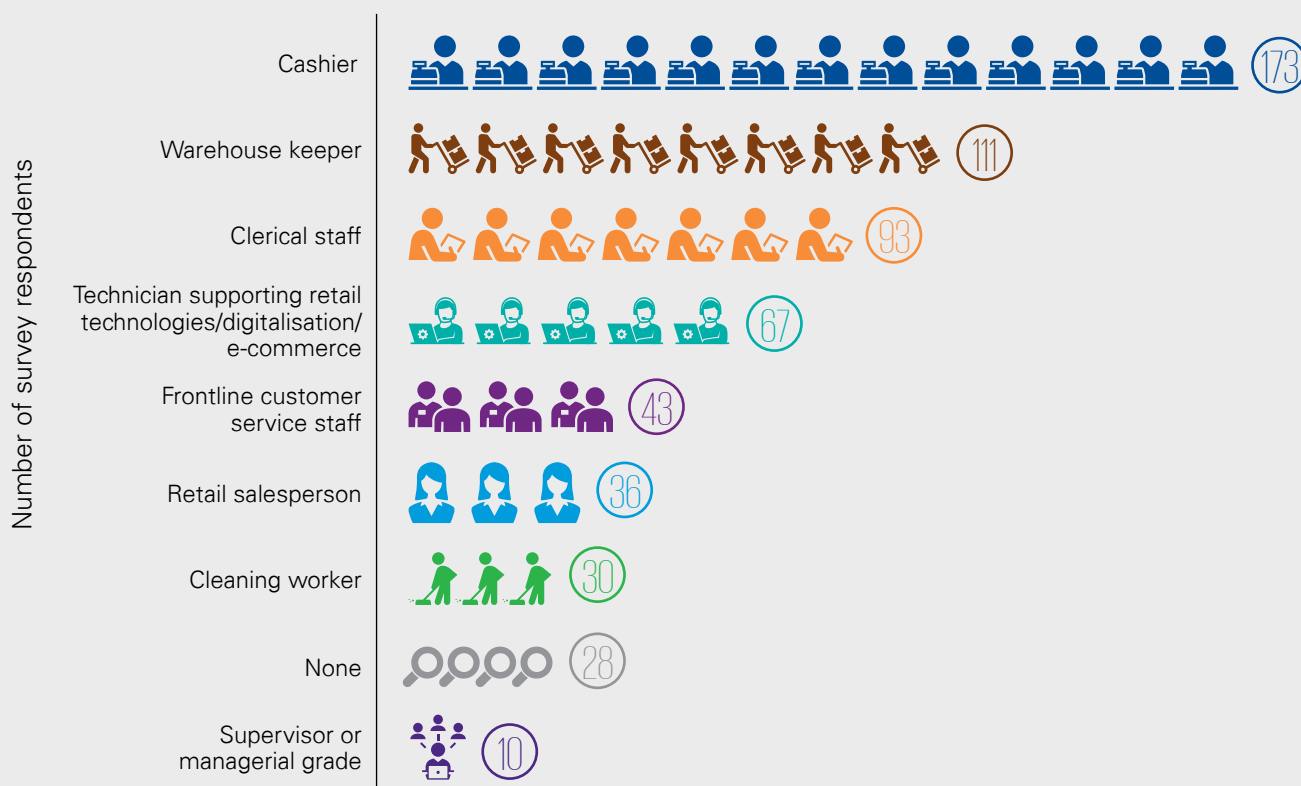 Number of survey respondents
Cashier
173
Warehouse keeper
111
Clerical staff
93
Technician supporting retail
technologies/digitalisation/
e-commerce
67
Frontline customer
service staff
43
Retail salesperson
36
Cleaning worker
30
None
28
Supervisor or
managerial grade
10